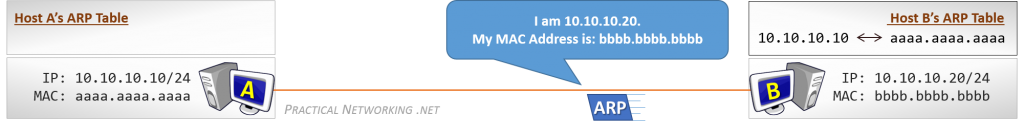 Host A's ARP Table
I am 10.10.10.20.
My MAC Address is: bbbb.bbbb.bbbb
Host B's ARP Table
10.10.10.10 <--> aaaa.aaaa.aaaa
IP: 10.10.10.10/24
MAC: aaaa.aaaa.aaaa
A
PRACTICAL NETWORKING .NET
ARP
B
IP: 10.10.10.20/24
MAC: bbbb.bbbb.bbbb